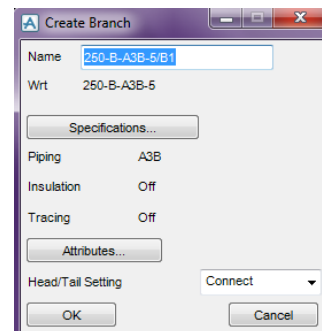 Create Branch
Name 250-B-A3B-5/B1
Wrt 250-B-A3B-5
Specifications...
Piping A3B
Insulation Off
Tracing Off
Attributes...
Head/Tail Setting Connect
OK Cancel